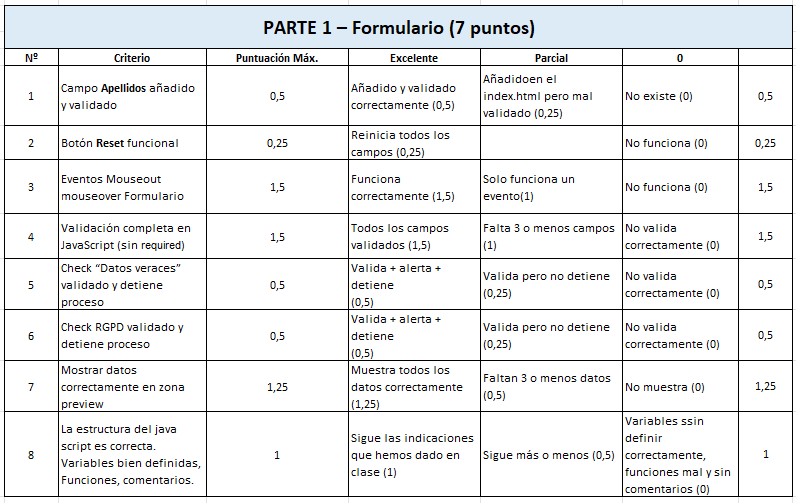 PARTE 1 – Formulario (7 puntos)
Nº Criterio Puntuación Máx. Excelente Parcial 0
1 Campo Apellidos añadido y validado 0,5 Añadido y validado correctamente (0,5) Añadidoen el index.html pero mal validado (0,25) No existe (0) 0,5
2 Botón Reset funcional 0,25 Reinicia todos los campos (0,25) No funciona (0) 0,25
3 Eventos Mouseout mouseover Formulario 1,5 Funciona correctamente (1,5) Solo funciona un evento(1) No funciona (0) 1,5
4 Validación completa en JavaScript (sin required) 1,5 Todos los campos validados (1,5) Falta 3 o menos campos (1) No valida correctamente (0) 1,5
5 Check “Datos veraces” validado y detiene proceso 0,5 Valida + alerta + detiene (0,5) Valida pero no detiene (0,25) No valida correctamente (0) 0,5
6 Check RGPD validado y detiene proceso 0,5 Valida + alerta + detiene (0,5) Valida pero no detiene (0,25) No valida correctamente (0) 0,5
7 Mostrar datos correctamente en zona preview 1,25 Muestra todos los datos correctamente (1,25) Faltan 3 o menos datos (0,5) No muestra (0) 1,25
8 La estructura del java script es correcta. Variables bien definidas, Funciones, comentarios. 1 Sigue las indicaciones que hemos dado en clase (1) Sigue más o menos (0,5) Variables ssin definir correctamente, funciones mal y sin comentarios (0) 1